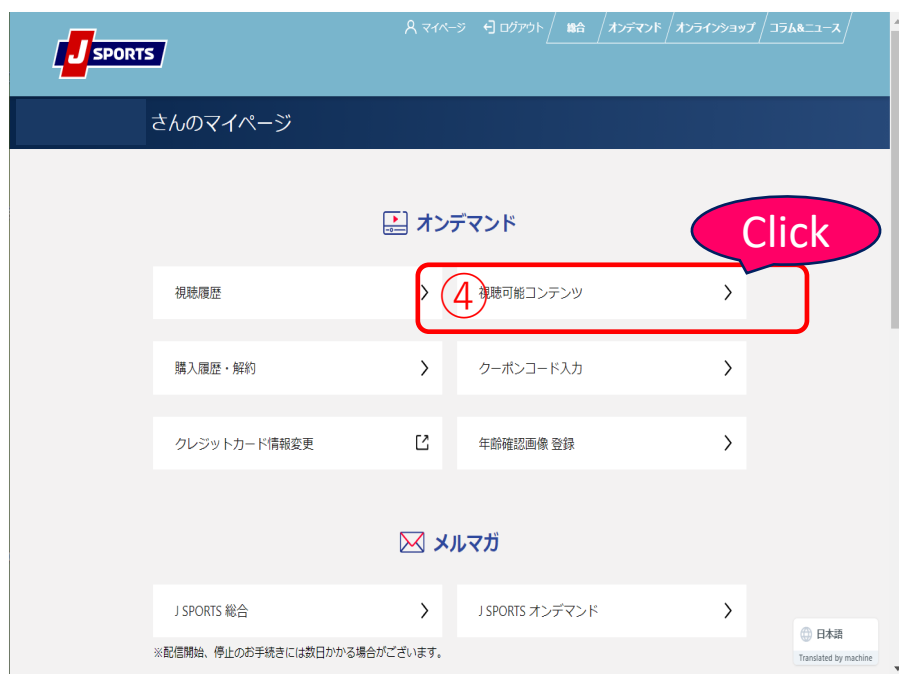 J SPORTS
マイページ ログアウト 総合 オンデマンド オンラインショップ コラム&ニュース
さんのマイページ
オンデマンド
Click
視聴履歴
④ 視聴可能コンテンツ
購入履歴・解約
クーポンコード入力
クレジットカード情報変更
年齢確認画像 登録
メルマガ
J SPORTS 総合
J SPORTS オンデマンド
※配信開始、停止のお手続きには数日かかる場合がございます。
日本語
Translated by machine